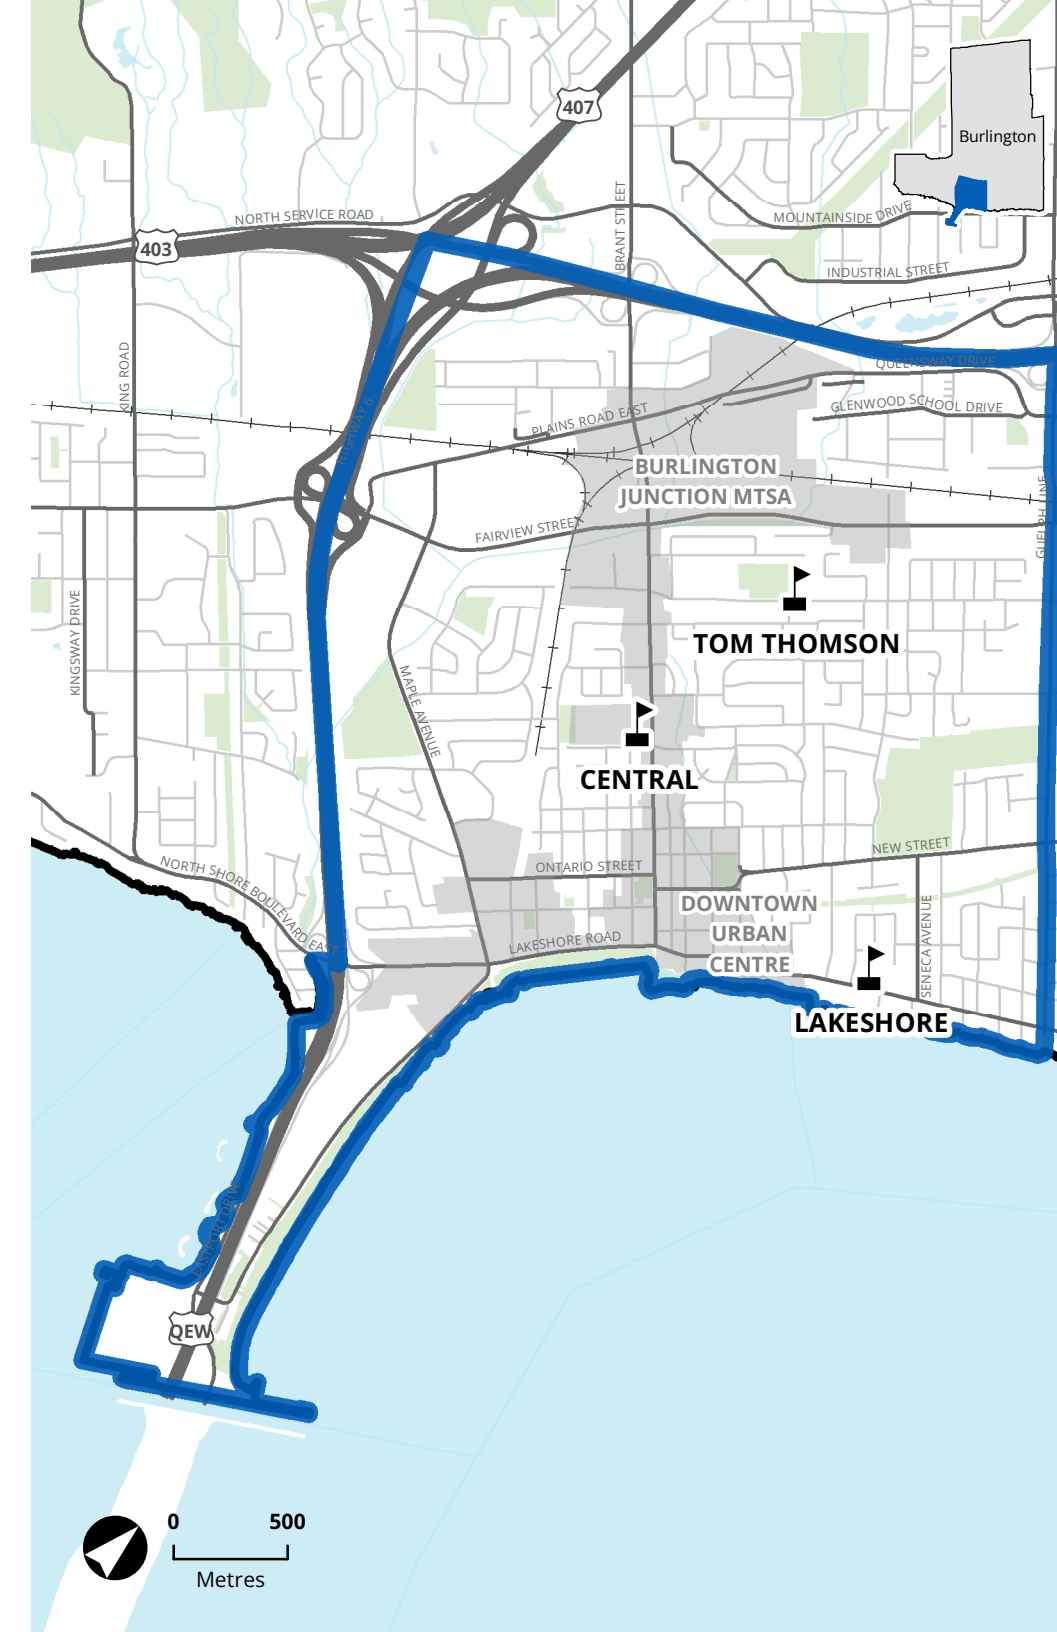 407
Burlington
BRANT STREET
MOUNTAINSIDE DRIVE
NORTH SERVICE ROAD
403
INDUSTRIAL STREET
KING ROAD
QUEENSWAY DRIVE
HIGHWAY 6
PLAINS ROAD EAST
GLENWOOD SCHOOL DRIVE
BURLINGTON
JUNCTION MTSA
GUELPH LINE
FAIRVIEW STREET
KINGSWAY DRIVE
TOM THOMSON
MAPLE AVENUE
CENTRAL
NEW STREET
NORTH SHORE BOULEVARD EAST
ONTARIO STREET
DOWNTOWN
URBAN
CENTRE
SENECA AVENUE
LAKESHORE ROAD
LAKESHORE
EASTPORT DRIVE
QEW
0 500
Metres